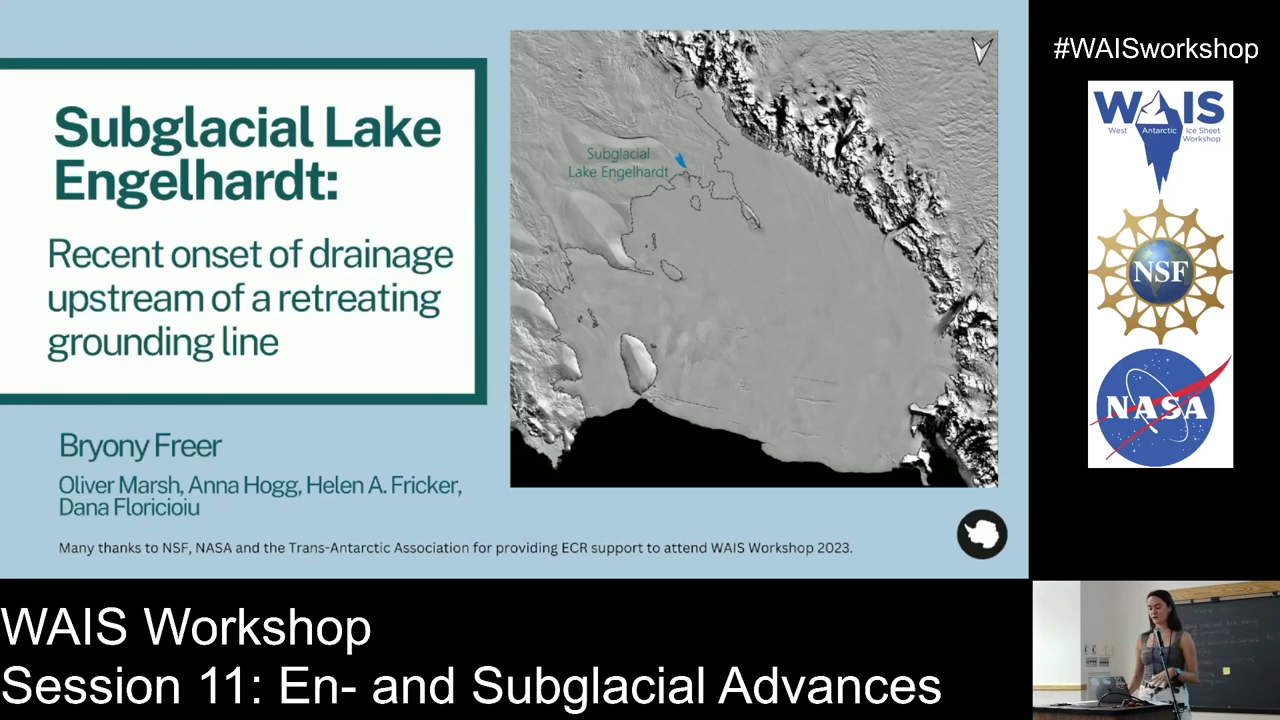 Subglacial Lake
Engelhardt:
Recent onset of drainage
upstream of a retreating
grounding line
Bryony Freer
Oliver Marsh, Anna Hogg, Helen A. Fricker,
Dana Floricioiu
Many thanks to NSF, NASA and the Trans-Antarctic Association for providing ECR support to attend WAIS Workshop 2023.
Subglacial
Lake Engelhardt
#WAISworkshop
WAIS
West Antarctic Ice Sheet
Workshop
NSF
NASA
WAIS Workshop
Session 11: En- and Subglacial Advances